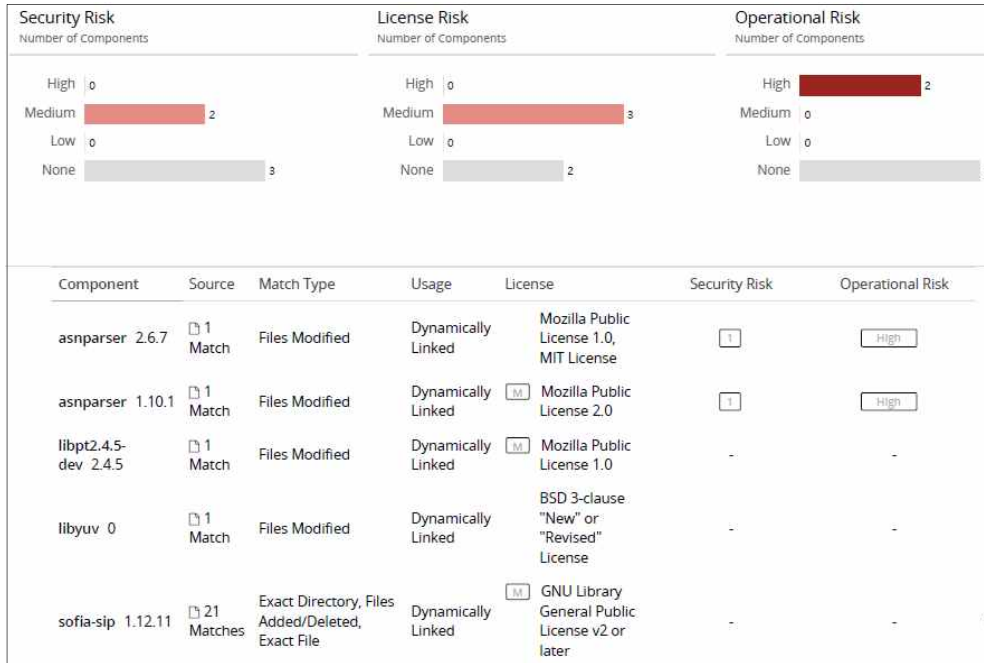 Security Risk
Number of Components
High 0
Medium 2
Low 0
None 3
License Risk
Number of Components
High 0
Medium 3
Low 0
None 2
Operational Risk
Number of Components
High 2
Medium 0
Low 0
None
Component Source Match Type Usage License Security Risk Operational Risk
asnparser 2.6.7
1
Match
Files Modified
Dynamically
Linked
Mozilla Public
License 1.0,
MIT License
1
High
asnparser 1.10.1
1
Match
Files Modified
Dynamically
Linked
M Mozilla Public
License 2.0
1
High
libpt2.4.5-
dev 2.4.5
1
Match
Files Modified
Dynamically
Linked
M Mozilla Public
License 1.0
-
-
libyuv 0
1
Match
Files Modified
Dynamically
Linked
BSD 3-clause
"New" or
"Revised"
License
-
-
sofia-sip 1.12.11
21
Matches
Exact Directory, Files
Added/Deleted,
Exact File
Dynamically
Linked
M GNU Library
General Public
License v2 or
later
-
-